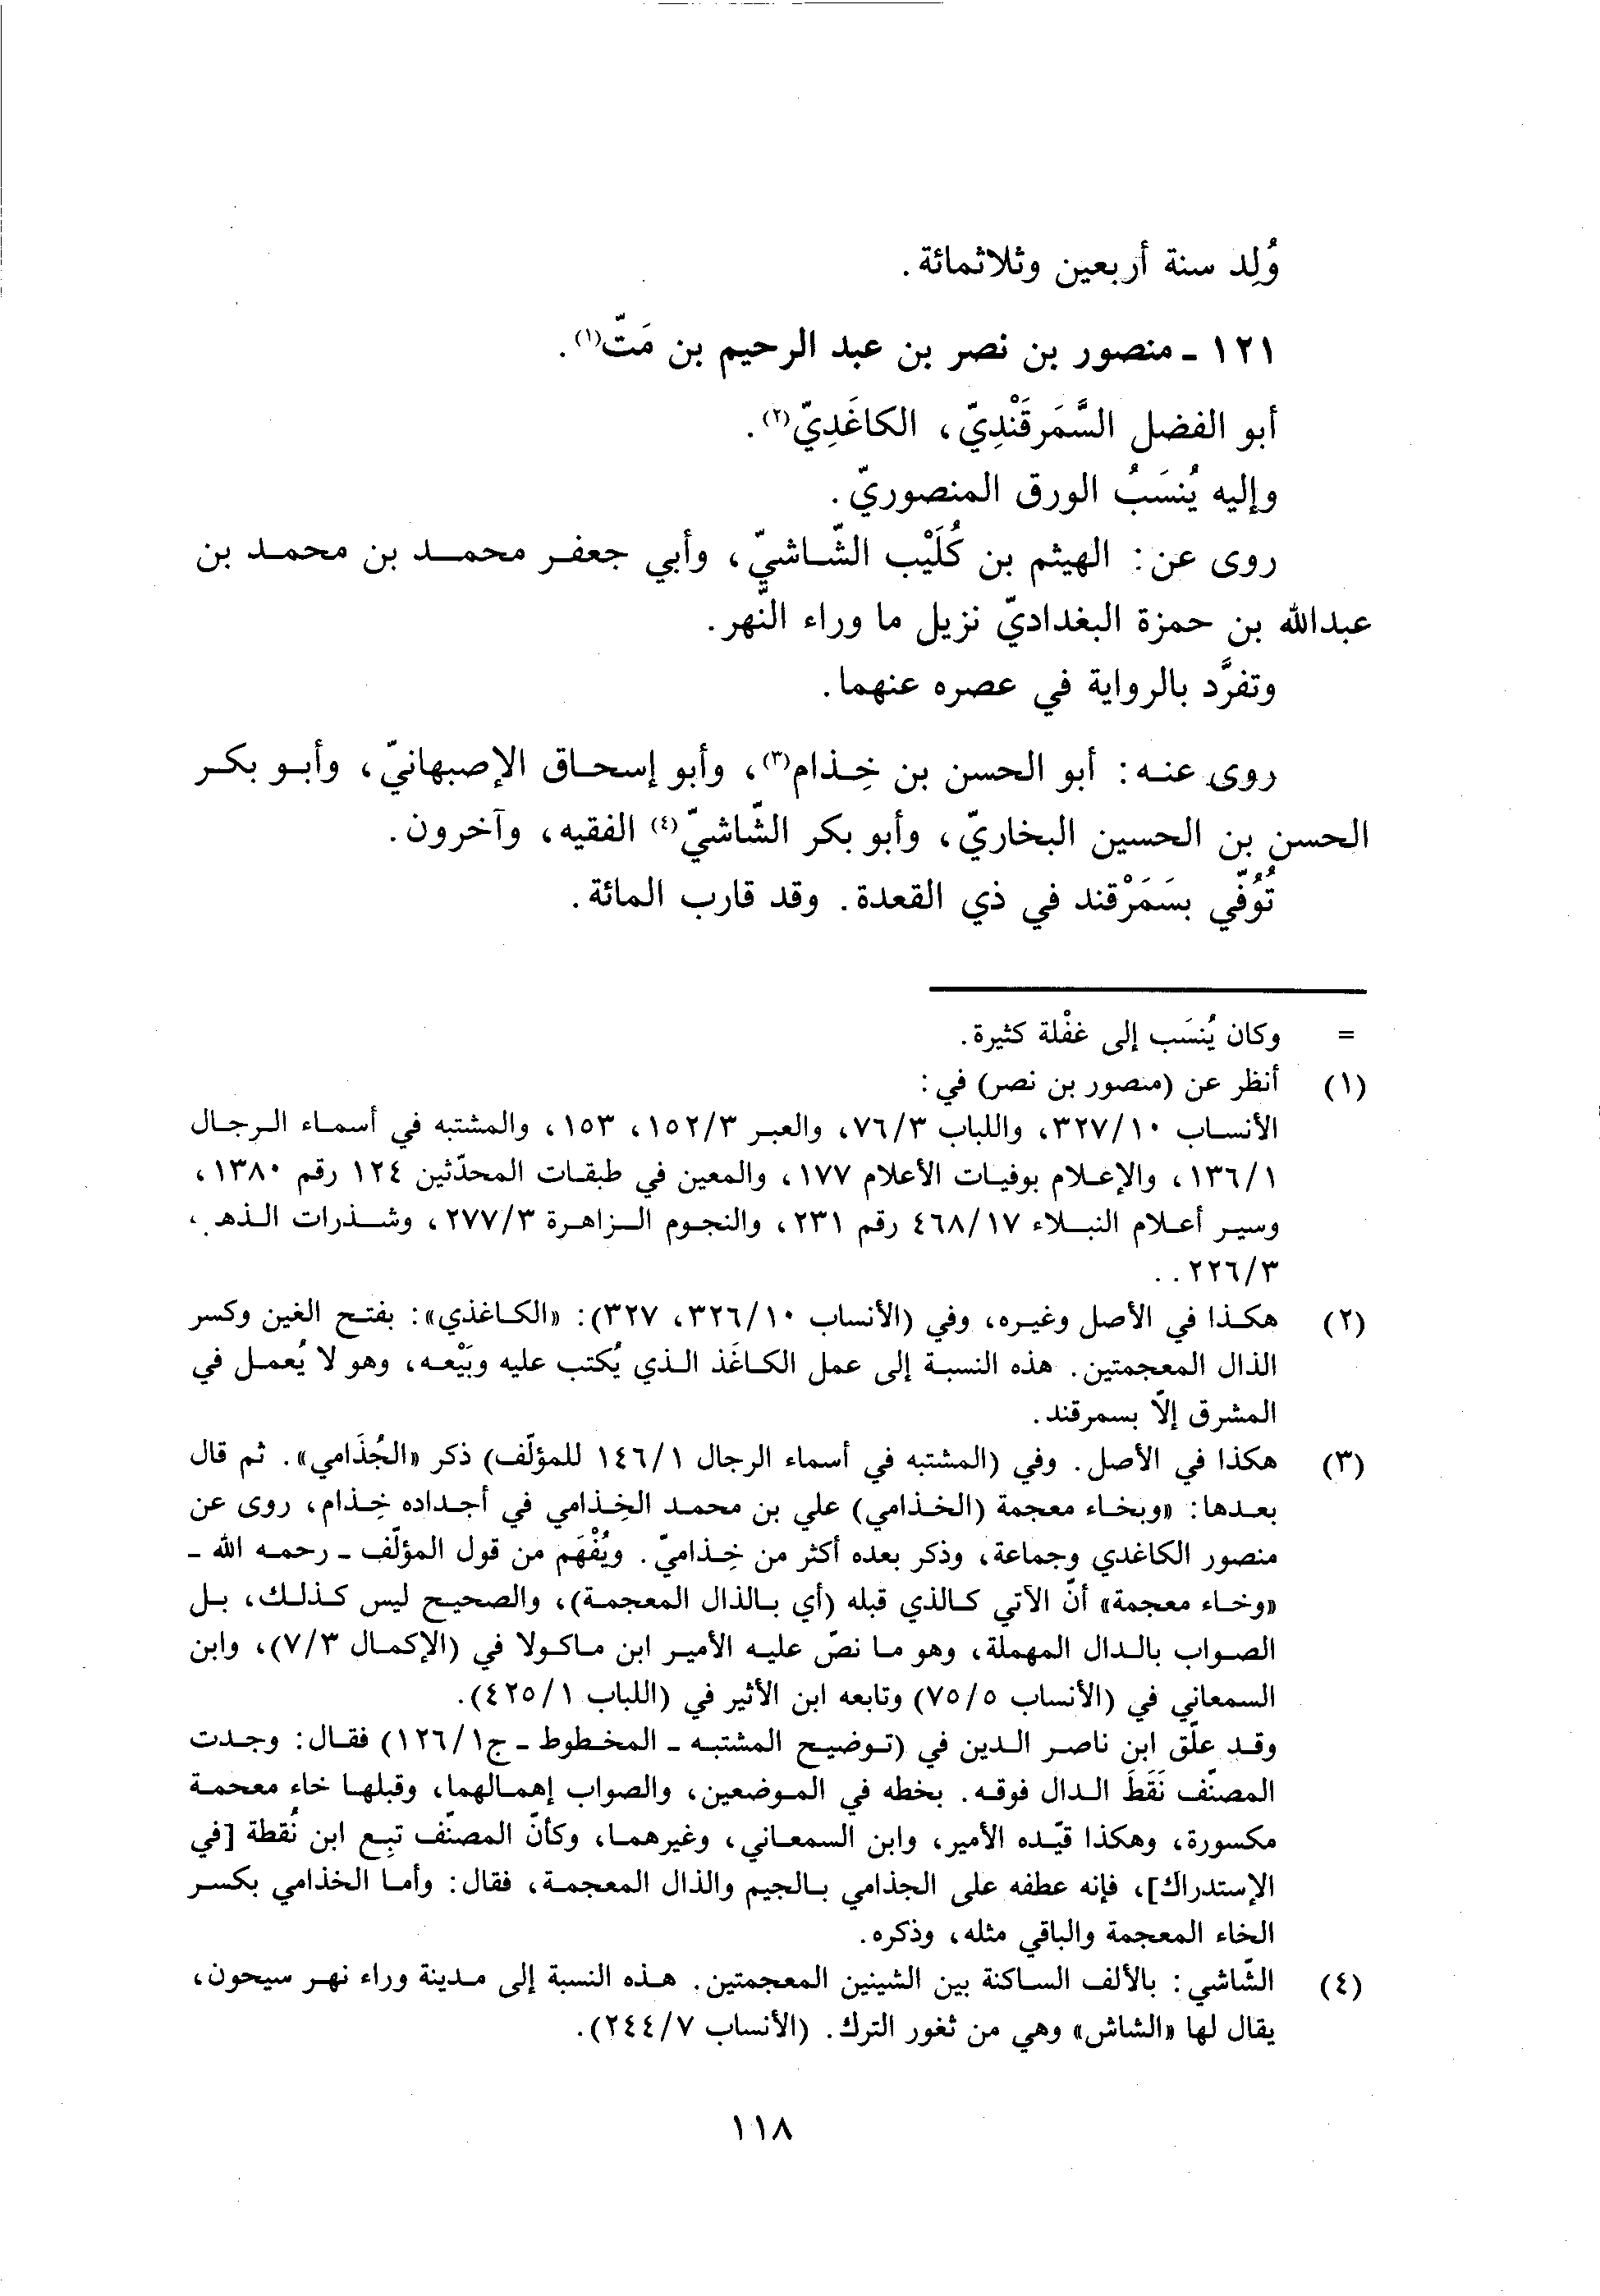 وُلِد سنة أربعين وثلاثمائة.
١٢١ ـ منصور بن نصر بن عبد الرحيم بن مَتّ(١).
أبو الفضل السَّمَرقَنْدِيّ، الكاغَدِيّ(٢).
وإليه يُنسَبُ الورق المنصوريّ.
روى عن: الهيثم بن كُلَيْب الشّاشيّ، وأبي جعفر محمد بن محمد بن
عبدالله بن حمزة البغداديّ نزيل ما وراء النَّهر.
وتفرَّد بالرواية في عصره عنهما.
روى عنه: أبو الحسن بن خِذام(٣)، وأبو إسحاق الإصبهانيّ، وأبو بكر
الحسن بن الحسين البخاريّ، وأبو بكر الشّاشيّ(٤) الفقيه، وآخرون.
تُوُفّي بسَمَرْقند في ذي القعدة. وقد قارب المائة.
= وكان يُنسَب إلى غفْلة كثيرة.
(١) أنظر عن (منصور بن نصر) في:
الأنساب ٣٢٧/١٠، واللباب ٧٦/٣، والعبر ١٥٢/٣، ١٥٣، والمشتبه في أسماء الرجال
١٣٦/١، والإعلام بوفيات الأعلام ١٧٧، والمعين في طبقات المحدّثين ١٢٤ رقم ١٣٨٠،
وسير أعلام النبلاء ٤٦٨/١٧ رقم ٢٣١، والنجوم الزاهرة ٢٧٧/٣، وشذرات
٢٢٦/٣..
(٢) هكذا في الأصل وغيره، وفي (الأنساب ٣٢٦/١٠، ٣٢٧): «الكاغذي»: بفتح الغين وكسر
الذال المعجمتين. هذه النسبة إلى عمل الكاغَذ الذي يُكتب عليه وبَيْعه، وهو لا يُعمل في
المشرق إلّا بسمرقند.
(٣) هكذا في الأصل. وفي (المشتبه في أسماء الرجال ١٤٦/١ للمؤلّف) ذكر «الجُذَامي». ثم قال
بعدها: «وبخاء معجمة (الخذامي) علي بن محمد الخِذامي في أجداده خِذام، روى عن
منصور الكاغدي وجماعة، وذكر بعده أكثر من خِذاميّ. ويُفْهَم من قول المؤلّف ـ رحمه الله ـ
«وخاء معجمة» أنّ الآتي كالذي قبله (أي بالذال المعجمة)، والصحيح ليس كذلك، بل
الصواب بالدال المهملة، وهو ما نصّ عليه الأمير ابن ماكولا في (الإكمال ٧/٣)، وابن
السمعاني في (الأنساب ٧٥/٥) وتابعه ابن الأثير في (اللباب ٤٢٥/١).
وقد علّق ابن ناصر الدين في (توضيح المشتبه ـ المخطوط ـ ج١٢٦/١) فقال: وجدت
المصنّف نَقَطَ الدال فوقه. بخطه في الموضعين، والصواب إهمالهما، وقبلها خاء معحمة
مكسورة، وهكذا قيّده الأمير، وابن السمعاني، وغيرهما، وكأنّ المصنّف تبِع ابن نُقطة [في
الإستدراك]، فإنه عطفه على الجذامي بالجيم والذال المعجمة، فقال: وأما الخذامي بكسر
الخاء المعجمة والباقي مثله، وذكره.
(٤) الشّاشي: بالألف الساكنة بين الشينين المعجمتين. هذه النسبة إلى مدينة وراء نهر سيحون،
يقال لها «الشاش» وهي من ثغور الترك. (الأنساب ٢٤٤/٧).
١١٨